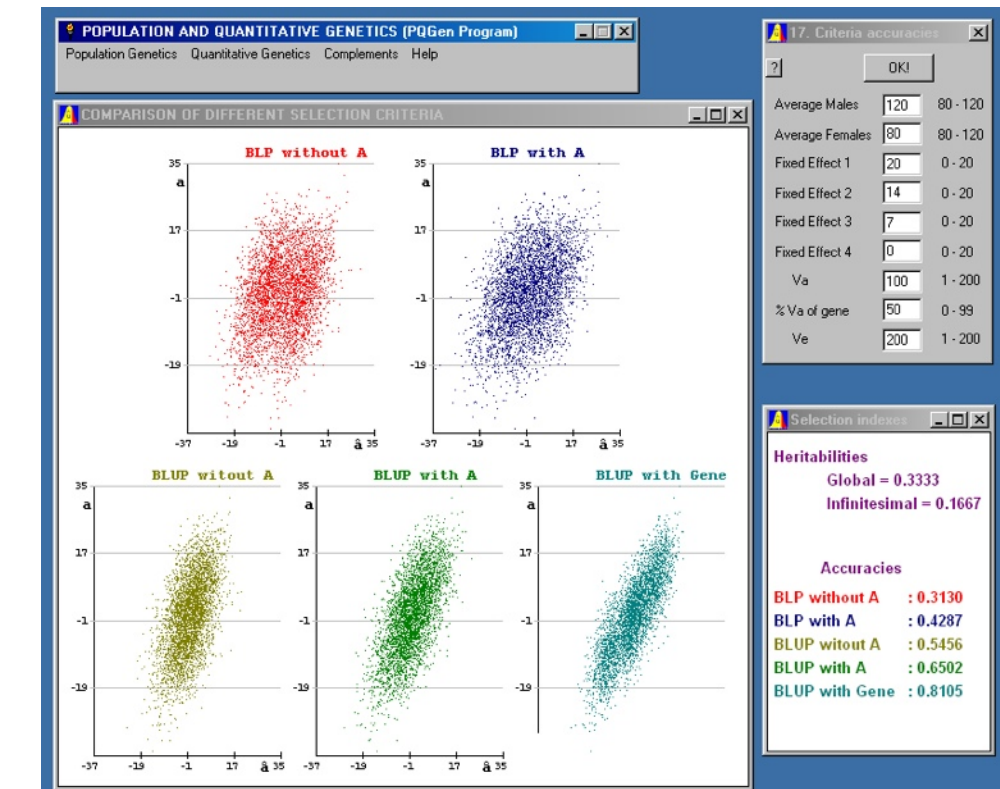 POPULATION AND QUANTITATIVE GENETICS (PQGen Program)
Population Genetics Quantitative Genetics Complements Help
COMPARISON OF DIFFERENT SELECTION CRITERIA
BLP without A
35
a
17
-1
-19
-37 -19 -1 17 â 35
BLP with A
35
a
17
-1
-19
-37 -19 -1 17 â 35
BLUP witout A
35
a
17
-1
-19
-37 -19 -1 17 â 35
BLUP with A
35
a
17
-1
-19
-37 -19 -1 17 â 35
BLUP with Gene
35
a
17
-1
-19
17. Criteria accuracies
?
OK!
Average Males 120 80 - 120
Average Females 80 80 - 120
Fixed Effect 1 20 0 - 20
Fixed Effect 2 14 0 - 20
Fixed Effect 3 7 0 - 20
Fixed Effect 4 0 0 - 20
Va 100 1 - 200
% Va of gene 50 0 - 99
Ve 200 1 - 200
Selection indexes
Heritabilities
Global = 0.3333
Infinitesimal = 0.1667
Accuracies
BLP without A : 0.3130
BLP with A : 0.4287
BLUP witout A : 0.5456
BLUP with A : 0.6502
BLUP with Gene : 0.8105